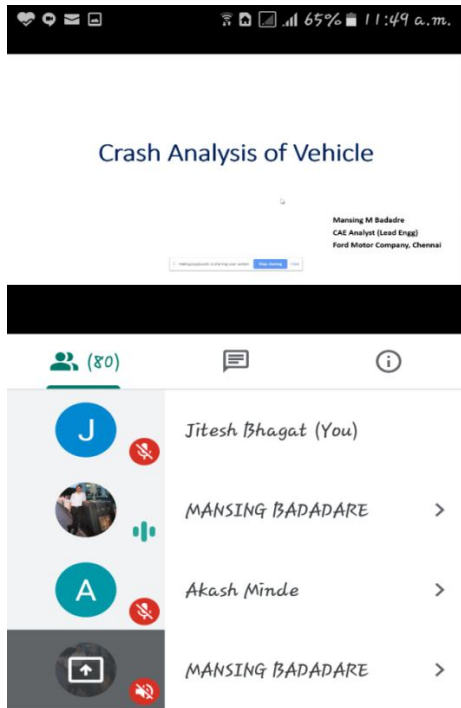 65% 11:49 a.m.
Crash Analysis of Vehicle
Mansing M Badadre
CAE Analyst (Lead Engg)
Ford Motor Company, Chennai
Stop sharing
(80)
J
Jitesh Bhagat (You)
MANSING BADADARE
A
Akash Minde
MANSING BADADARE